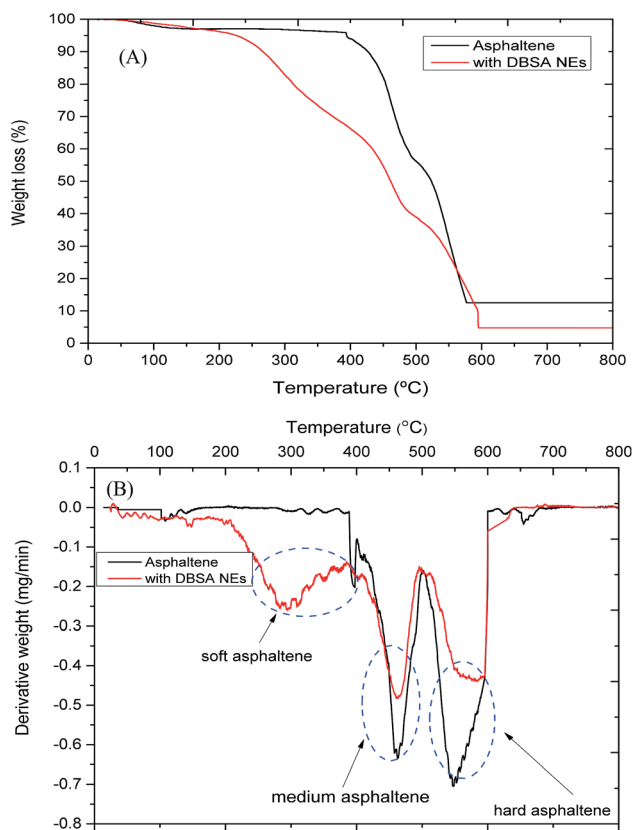 100
90
80
70
60
50
40
30
20
10
0
Weight loss (%)
(A)
Asphaltene
with DBSA NEs
0 100 200 300 400 500 600 700 800
Temperature (ºC)
Temperature (°C)
0 100 200 300 400 500 600 700 800
0.1
0.0
-0.1
-0.2
-0.3
-0.4
-0.5
-0.6
-0.7
-0.8
Derivative weight (mg/min)
(B)
Asphaltene
with DBSA NEs
soft asphaltene
medium asphaltene
hard asphaltene